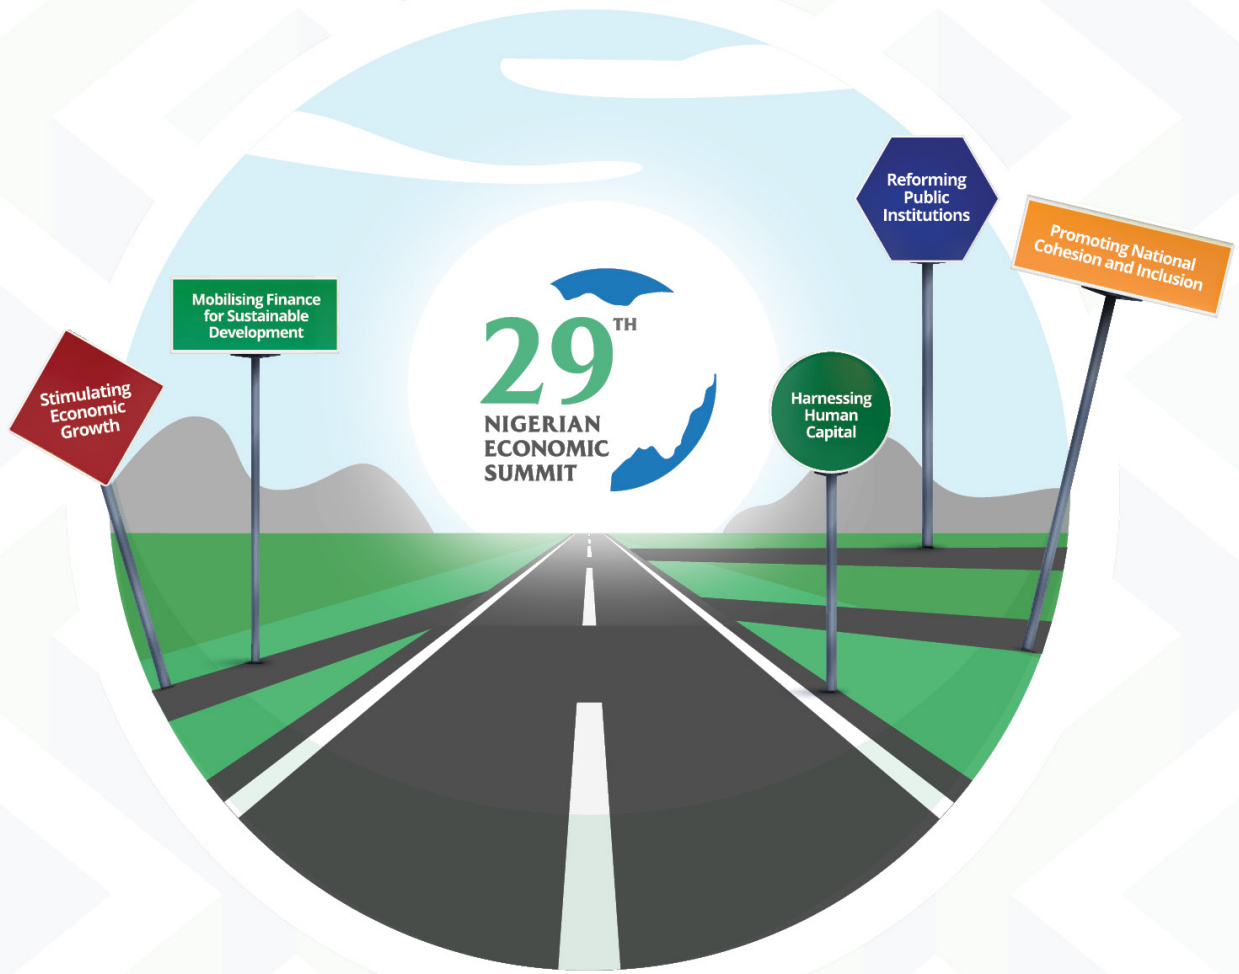 Reforming
Public
Institutions
Promoting National
Cohesion and Inclusion
Mobilising Finance
for Sustainable
Development
Stimulating
Economic
Growth
29TH
NIGERIAN
ECONOMIC
SUMMIT
Harnessing
Human
Capital